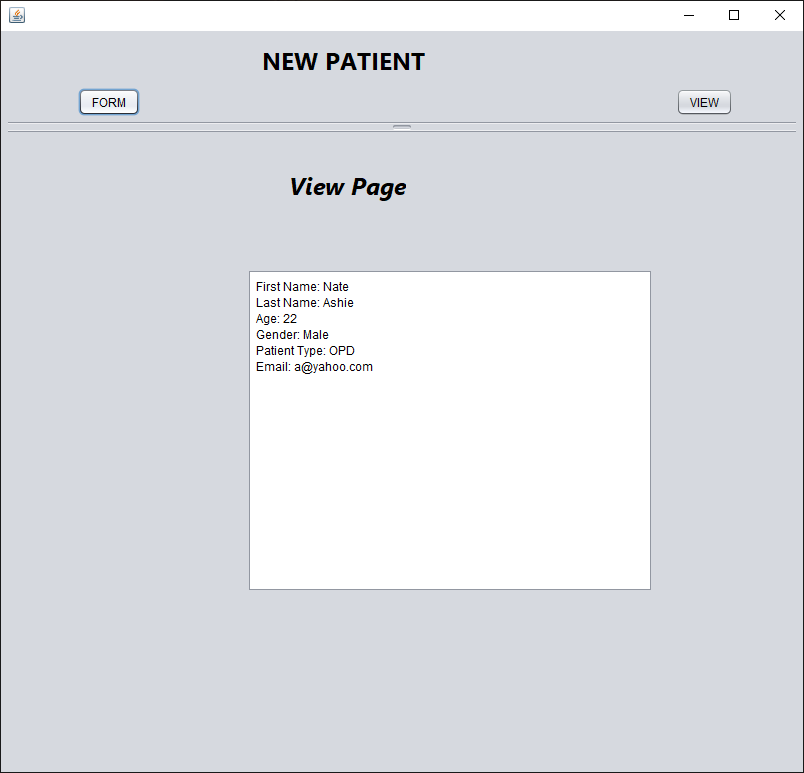 NEW PATIENT
FORM
VIEW
View Page
First Name: Nate
Last Name: Ashie
Age: 22
Gender: Male
Patient Type: OPD
Email: a@yahoo.com